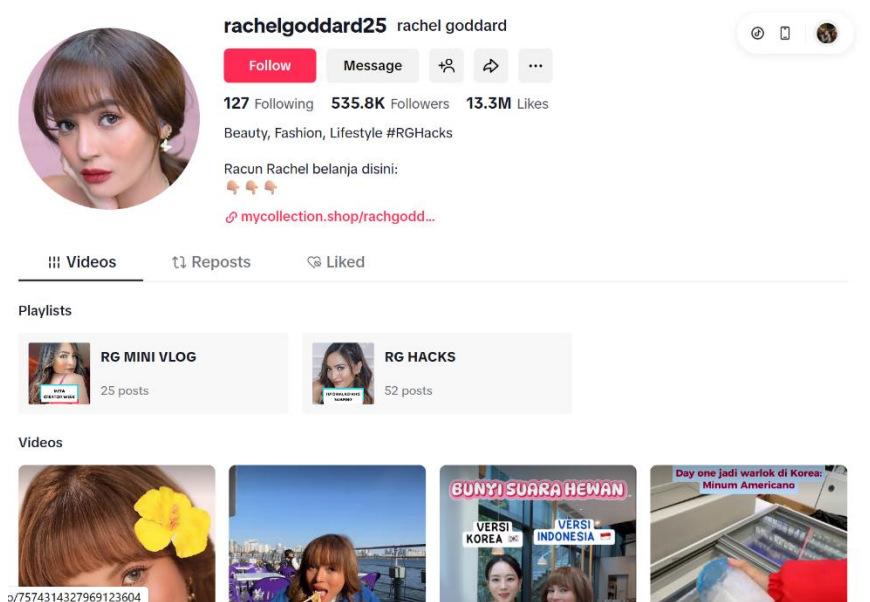 rachelgoddard25 rachel goddard
Follow Message
127 Following 535.8K Followers 13.3M Likes
Beauty, Fashion, Lifestyle #RGHacks
Racun Rachel belanja disini:
mycollection.shop/rachgodd...
Videos Reposts Liked
Playlists
RG MINI VLOG
25 posts
RG HACKS
52 posts
Videos
BUNYI SUARA HEWAN
VERSI
KOREA
VERSI
INDONESIA
Day one jadi warlok di Korea:
Minum Americano
o/7574314327969123604